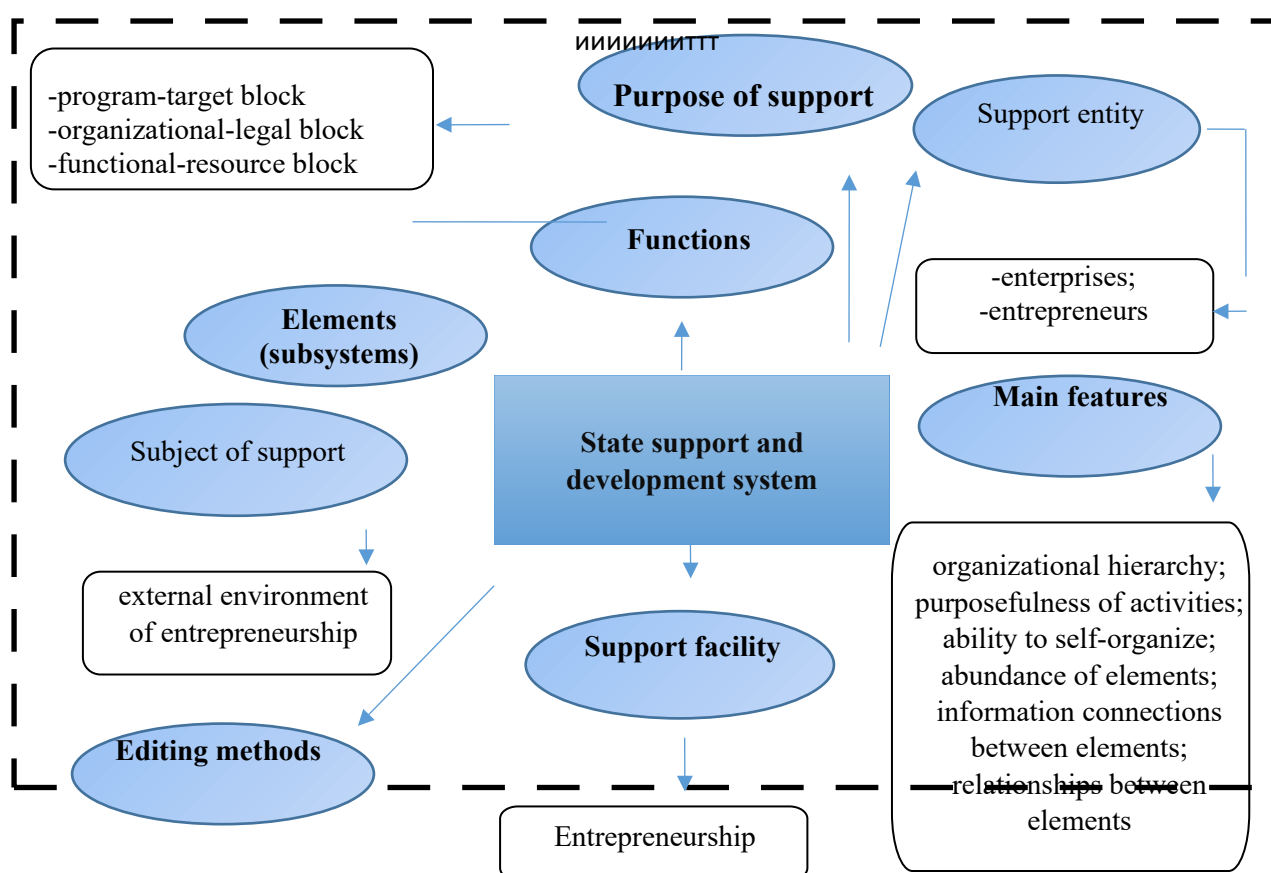 ииииииитттт
Purpose of support
-program-target block
-organizational-legal block
-functional-resource block
Support entity
Functions
-enterprises;
-entrepreneurs
Elements
(subsystems)
Main features
Subject of support
State support and
development system
external environment
of entrepreneurship
Support facility
organizational hierarchy;
purposefulness of activities;
ability to self-organize;
abundance of elements;
information connections
between elements;
relationships between
elements
Editing methods
Entrepreneurship